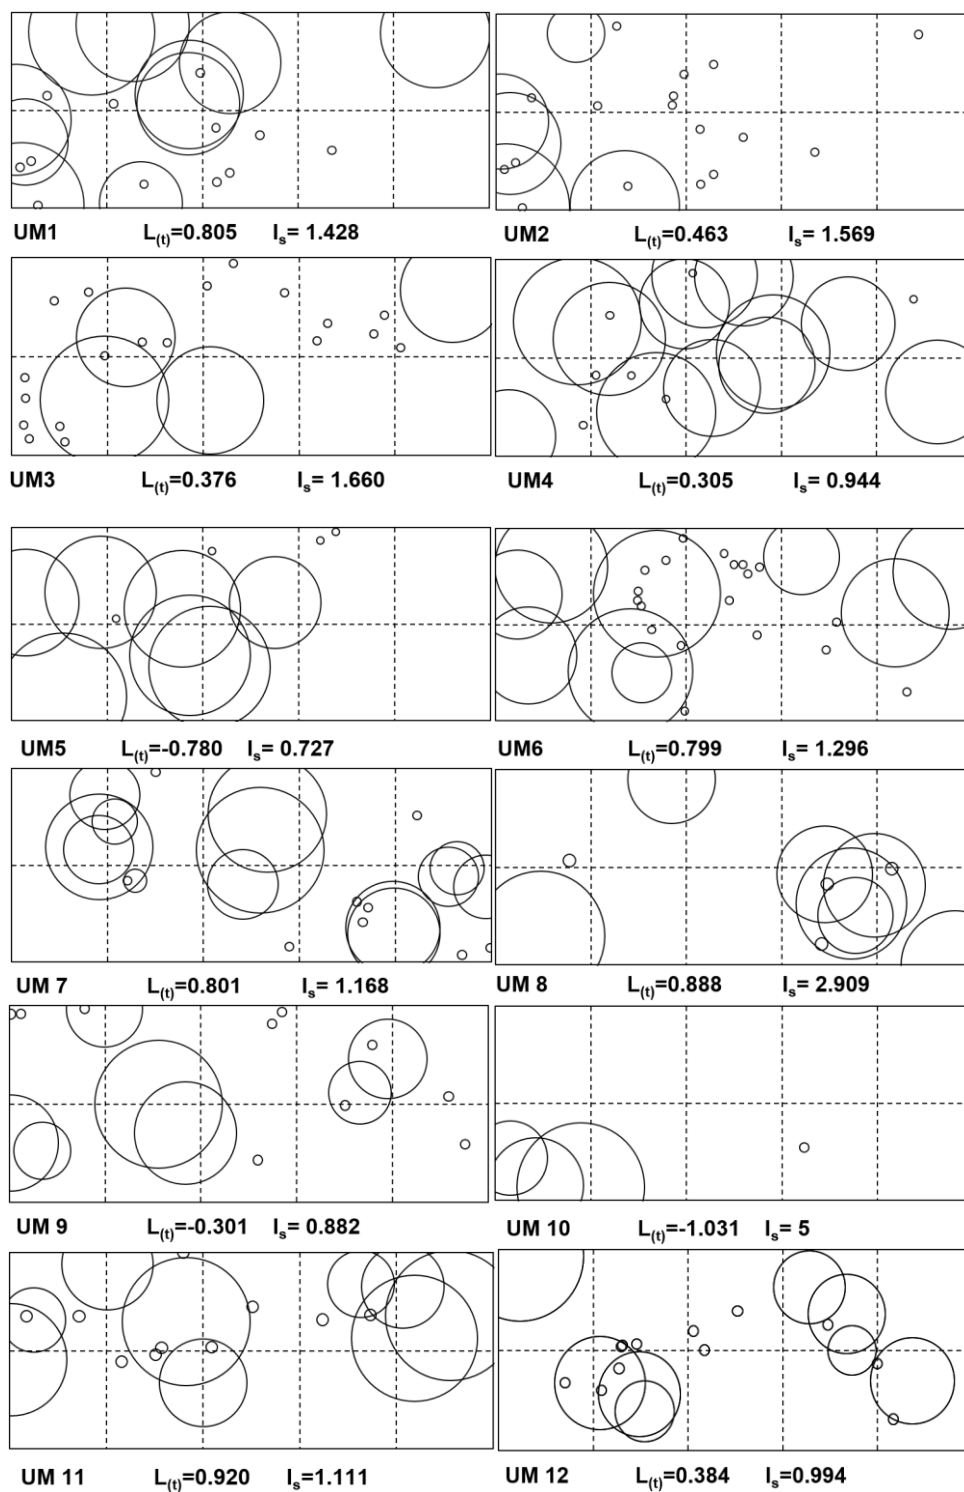 UM1 L(t)=0.805 Is= 1.428
UM2 L(t)=0.463 Is= 1.569
UM3 L(t)=0.376 Is= 1.660
UM4 L(t)=0.305 Is= 0.944
UM5 L(t)=-0.780 Is= 0.727
UM6 L(t)=0.799 Is= 1.296
UM 7 L(t)=0.801 Is= 1.168
UM 8 L(t)=0.888 Is= 2.909
UM 9 L(t)=-0.301 Is= 0.882
UM 10 L(t)=-1.031 Is= 5
UM 11 L(t)=0.920 Is=1.111
UM 12 L(t)=0.384 Is=0.994